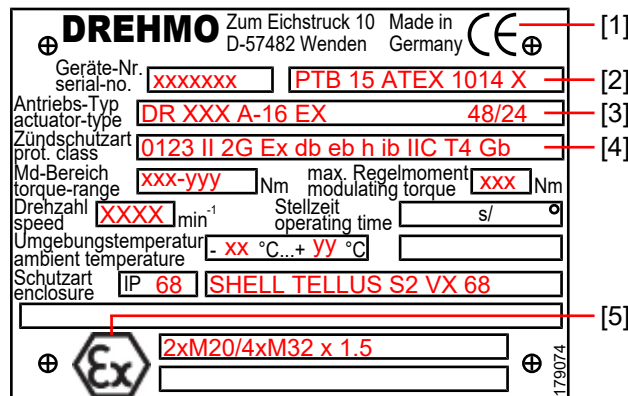 DREHMO Zum Eichstruck 10 Made in
D-57482 Wenden Germany CE [1]
Geräte-Nr.
serial-no. xxxxxxx PTB 15 ATEX 1014 X [2]
Antriebs-Typ
actuator-type DR XXX A-16 EX 48/24 [3]
Zündschutzart
prot. class 0123 II 2G Ex db eb h ib IIC T4 Gb [4]
Md-Bereich
torque-range xxx-yyy Nm max. Regelmoment
modulating torque xxx Nm
Drehzahl
speed XXXX min-1 Stellzeit
operating time s/ °
Umgebungstemperatur
ambient temperature - xx °C...+ yy °C
Schutzart
enclosure IP 68 SHELL TELLUS S2 VX 68
[5]
Ex 2xM20/4xM32 x 1.5
179074